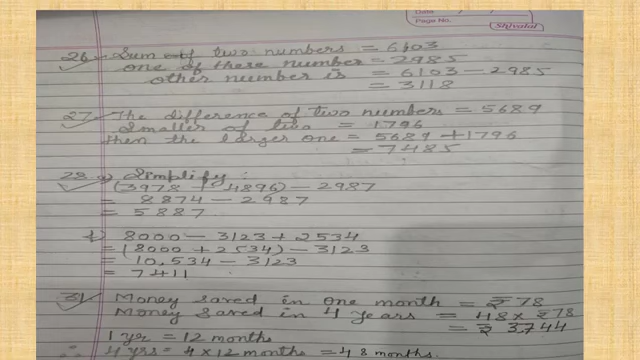 Date
Page No.
Shivalal
26. Sum of two numbers = 6103
one of these number = 2985
other number is = 6103 - 2985
= 3118
27. The difference of two numbers = 5689
Smaller of two = 1796
then the larger one = 5689 + 1796
= 7485
28. a) Simplify :
(3978 + 4896) - 2987
= 8874 - 2987
= 5887
f) 8000 - 3123 + 2534
= (8000 + 2534) - 3123
= 10,534 - 3123
= 7411
31. Money saved in one month = ₹ 78
Money saved in 4 years = 48 × ₹ 78
= ₹ 3744
1 yr = 12 months
∴ 4 yrs = 4 × 12 months = 48 months.